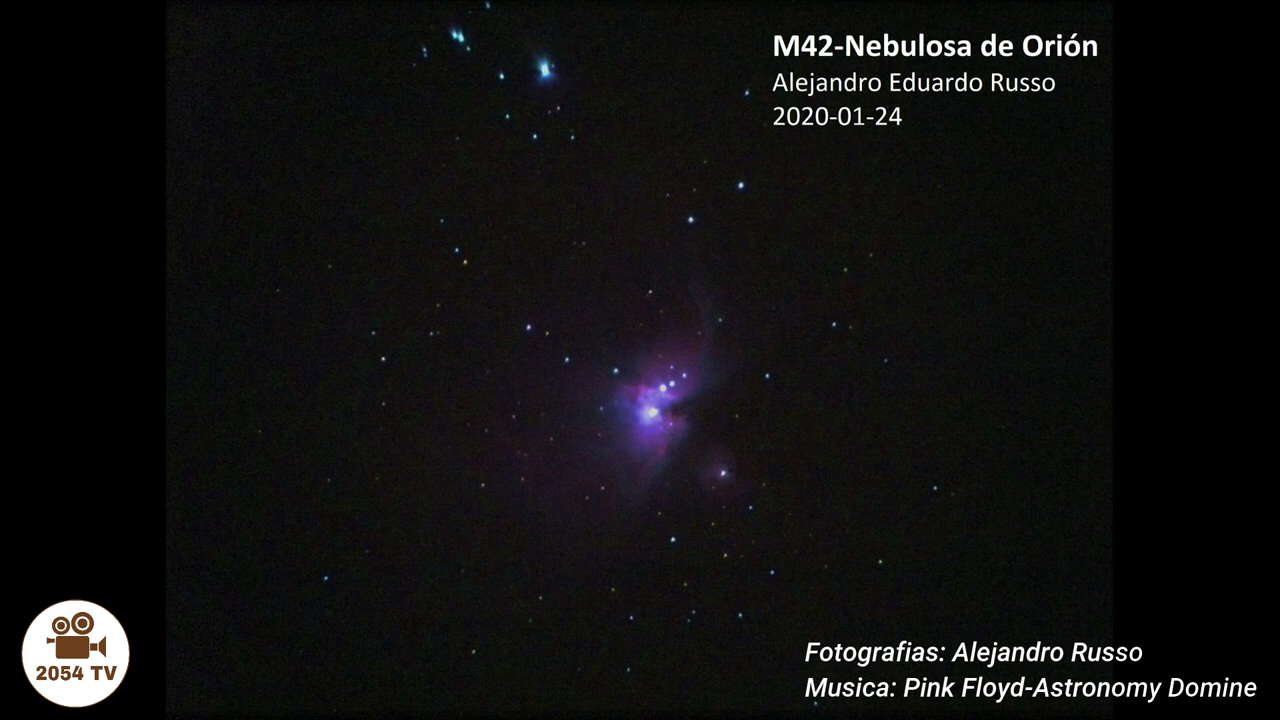 M42-Nebulosa de Orión
Alejandro Eduardo Russo
2020-01-24
Fotografias: Alejandro Russo
Musica: Pink Floyd-Astronomy Domine
2054 TV